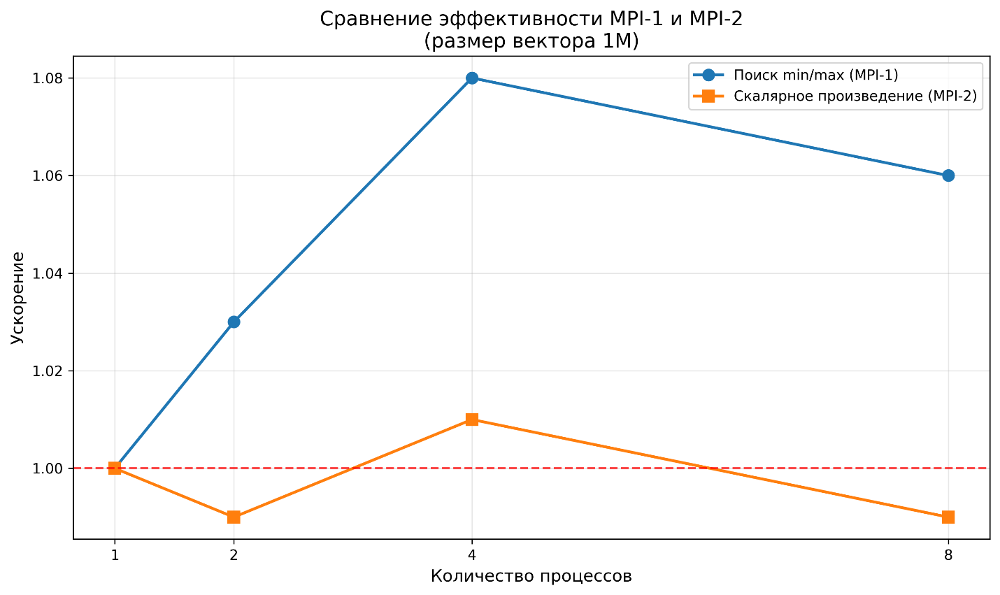 Сравнение эффективности MPI-1 и MPI-2
(размер вектора 1M)
Поиск min/max (MPI-1)
Скалярное произведение (MPI-2)
Ускорение
1.08
1.06
1.04
1.02
1.00
1
2
4
8
Количество процессов